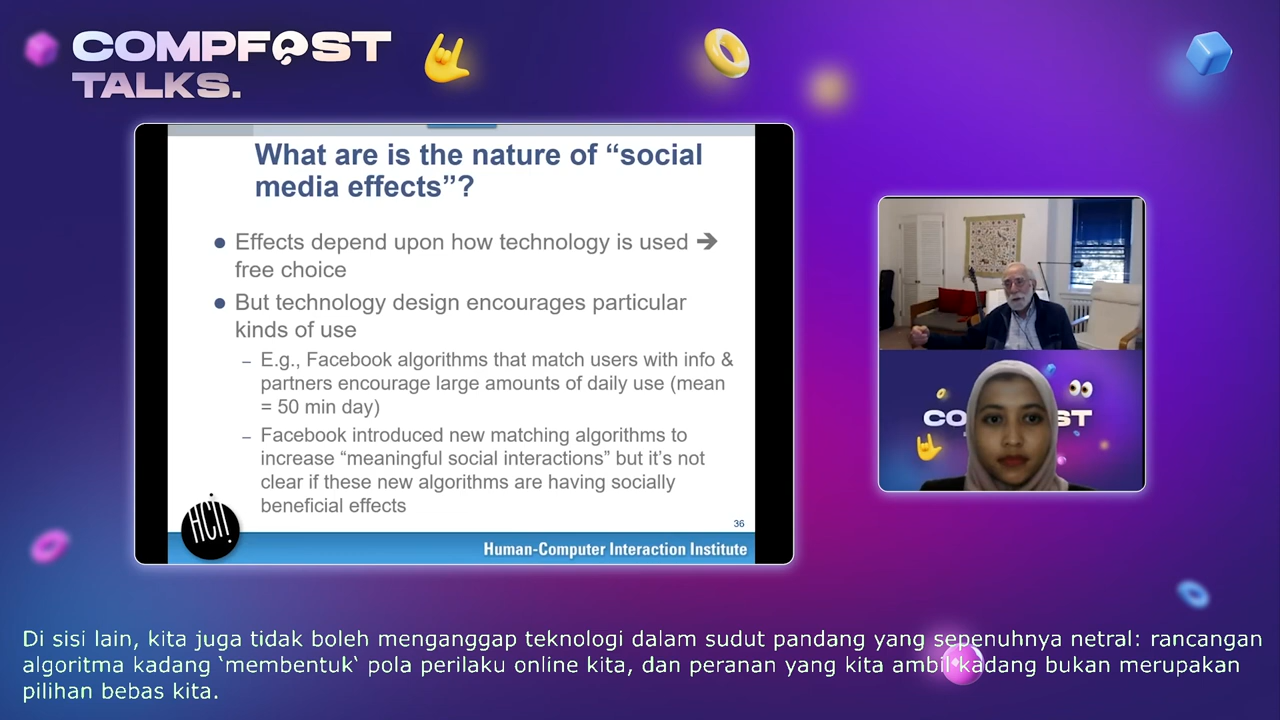 COMPFEST
TALKS.
What are is the nature of “social
media effects”?
Effects depend upon how technology is used ➔
free choice
But technology design encourages particular
kinds of use
– E.g., Facebook algorithms that match users with info &
partners encourage large amounts of daily use (mean
= 50 min day)
– Facebook introduced new matching algorithms to
increase “meaningful social interactions” but it’s not
clear if these new algorithms are having socially
beneficial effects
36
HCII
Human-Computer Interaction Institute
CO ST
Di sisi lain, kita juga tidak boleh menganggap teknologi dalam sudut pandang yang sepenuhnya netral: rancangan
algoritma kadang ‘membentuk‘ pola perilaku online kita, dan peranan yang kita ambil kadang bukan merupakan
pilihan bebas kita.